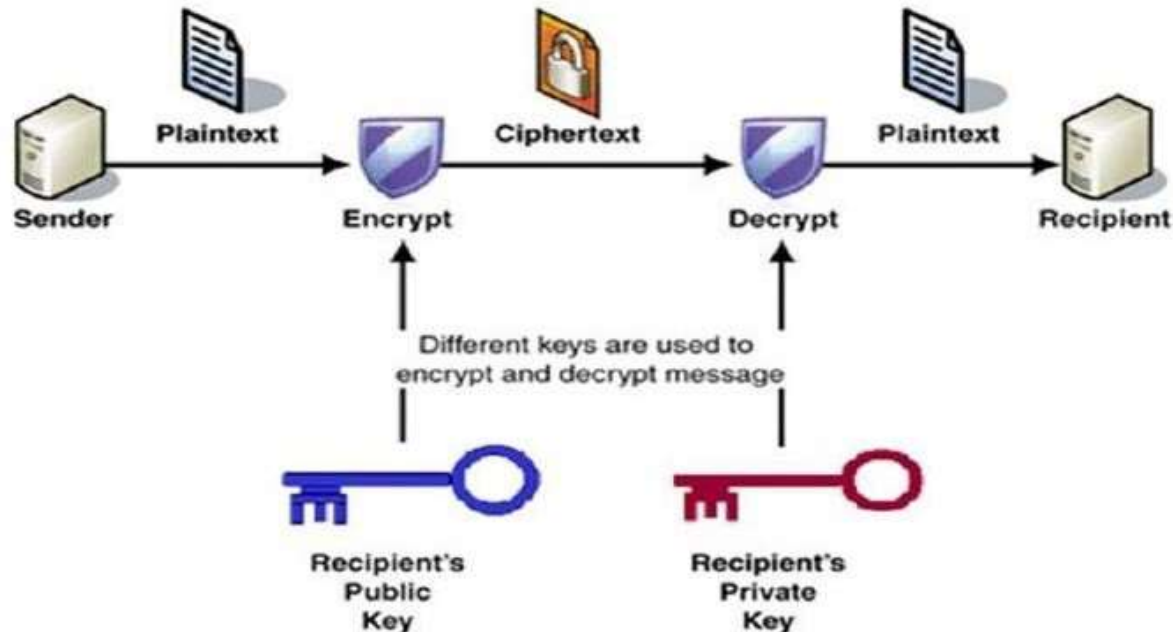 Plaintext
Ciphertext
Plaintext
Sender
Encrypt
Decrypt
Recipient
Different keys are used to
encrypt and decrypt message
Recipient's
Public
Key
Recipient's
Private
Key